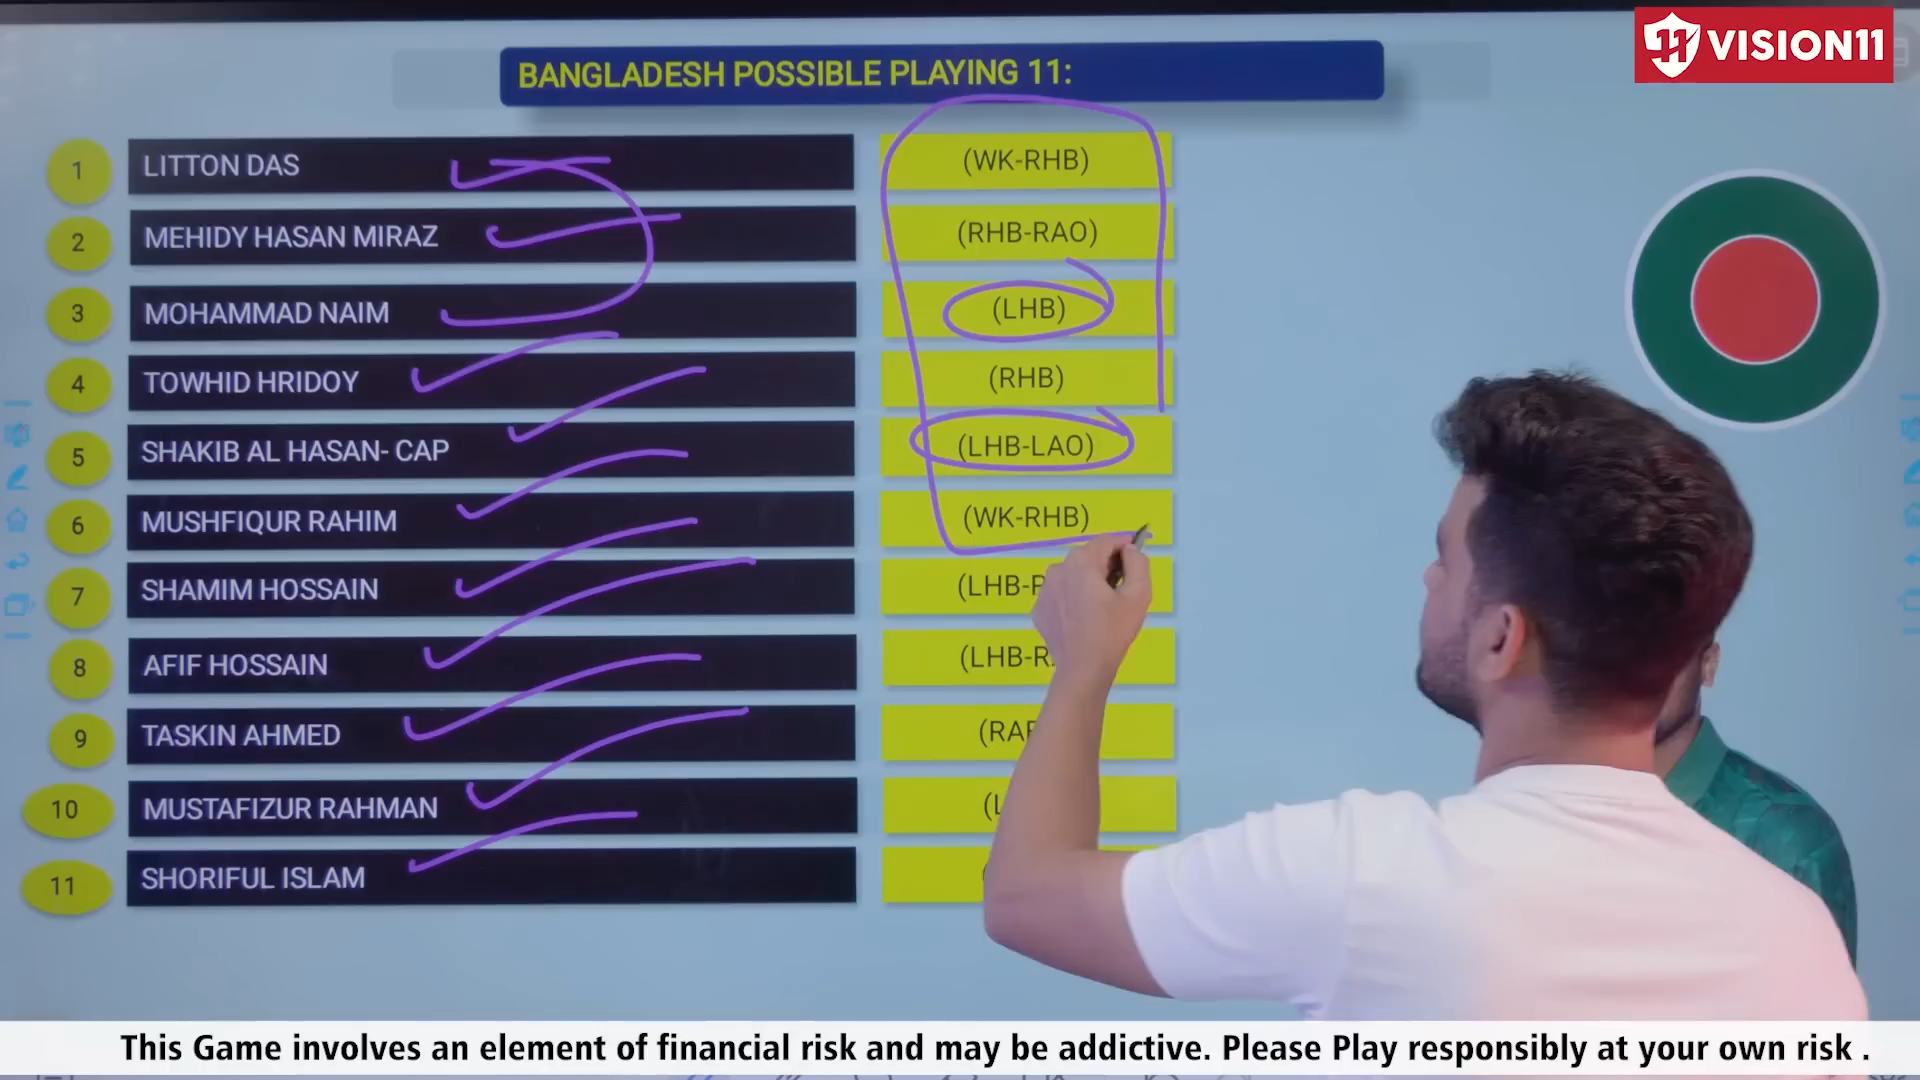 VISION11
BANGLADESH POSSIBLE PLAYING 11:
1 LITTON DAS (WK-RHB)
2 MEHIDY HASAN MIRAZ (RHB-RAO)
3 MOHAMMAD NAIM (LHB)
4 TOWHID HRIDOY (RHB)
5 SHAKIB AL HASAN- CAP (LHB-LAO)
6 MUSHFIQUR RAHIM (WK-RHB)
7 SHAMIM HOSSAIN
8 AFIF HOSSAIN
9 TASKIN AHMED
10 MUSTAFIZUR RAHMAN
11 SHORIFUL ISLAM
This Game involves an element of financial risk and may be addictive. Please Play responsibly at your own risk .